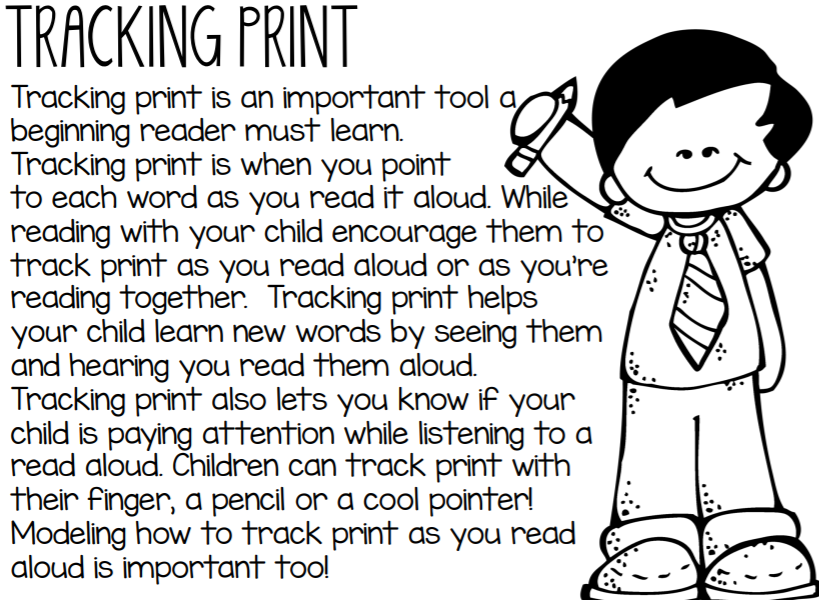 TRACKING PRINT
Tracking print is an important tool a
beginning reader must learn.
Tracking print is when you point
to each word as you read it aloud. While
reading with your child encourage them to
track print as you read aloud or as you're
reading together.  Tracking print helps
your child learn new words by seeing them
and hearing you read them aloud.
Tracking print also lets you know if your
child is paying attention while listening to a
read aloud. Children can track print with
their finger, a pencil or a cool pointer!
Modeling how to track print as you read
aloud is important too!